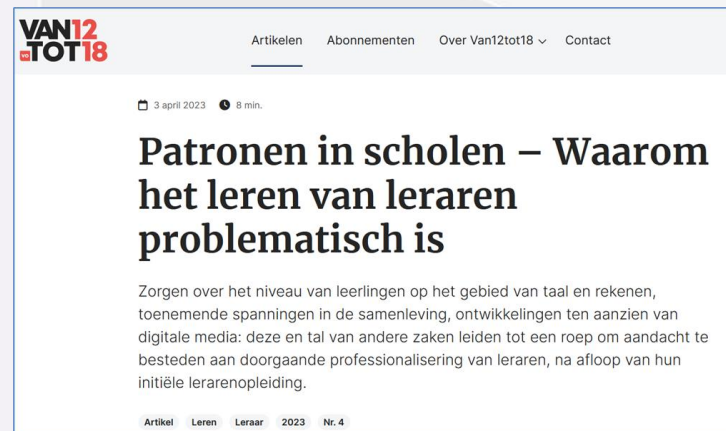 VAN12
vo TOT18
Artikelen Abonnementen Over Van12tot18 Contact
3 april 2023 8 min.
Patronen in scholen – Waarom
het leren van leraren
problematisch is
Zorgen over het niveau van leerlingen op het gebied van taal en rekenen,
toenemende spanningen in de samenleving, ontwikkelingen ten aanzien van
digitale media: deze en tal van andere zaken leiden tot een roep om aandacht te
besteden aan doorgaande professionalisering van leraren, na afloop van hun
initiële lerarenopleiding.
Artikel Leren Leraar 2023 Nr. 4